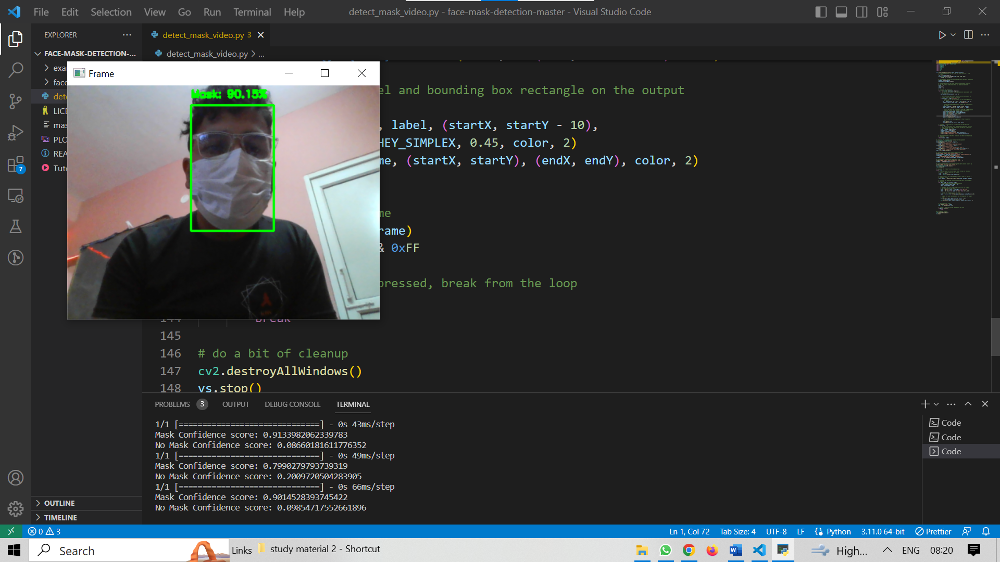 File Edit Selection View Go Run Terminal Help
detect_mask_video.py - face-mask-detection-master - Visual Studio Code
EXPLORER
detect_mask_video.py 3
FACE-MASK-DETECTION-...
detect_mask_video.py > ...
exa
face
dete
LICE
mas
PLO
REA
Tuto
7
Frame
Mask: 90.15%
el and bounding box rectangle on the output
, label, (startX, startY - 10),
HEY_SIMPLEX, 0.45, color, 2)
me, (startX, startY), (endX, endY), color, 2)
me
rame)
& 0xFF
pressed, break from the loop
144 break
145
146 # do a bit of cleanup
147 cv2.destroyAllWindows()
148 vs.stop()
PROBLEMS 3 OUTPUT DEBUG CONSOLE TERMINAL
1/1 [==============================] - 0s 43ms/step
Mask Confidence score: 0.9133982062339783
No Mask Confidence score: 0.08660181611776352
1/1 [==============================] - 0s 49ms/step
Mask Confidence score: 0.7990279793739319
No Mask Confidence score: 0.2009720504283905
1/1 [==============================] - 0s 66ms/step
Mask Confidence score: 0.9014528393745422
No Mask Confidence score: 0.09854717552661896
Code
Code
Code
OUTLINE
TIMELINE
0 3
Ln 1, Col 72 Tab Size: 4 UTF-8 LF Python 3.11.0 64-bit Prettier
Search
Links study material 2 - Shortcut
High... ENG 08:20